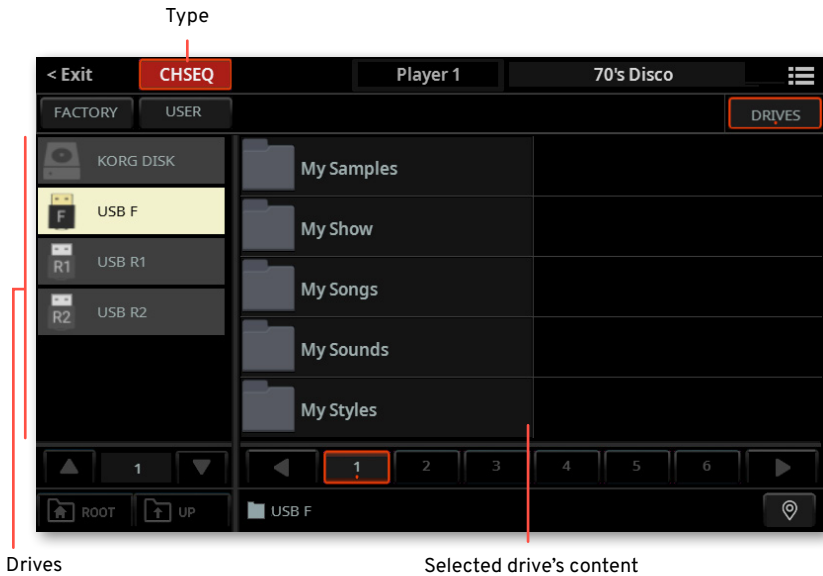 Type
< Exit CHSEQ Player 1 70's Disco
FACTORY USER DRIVES
KORG DISK
My Samples
F USB F
My Show
R1 USB R1
My Songs
R2 USB R2
My Sounds
My Styles
1 1 2 3 4 5 6
ROOT UP USB F
Drives Selected drive's content